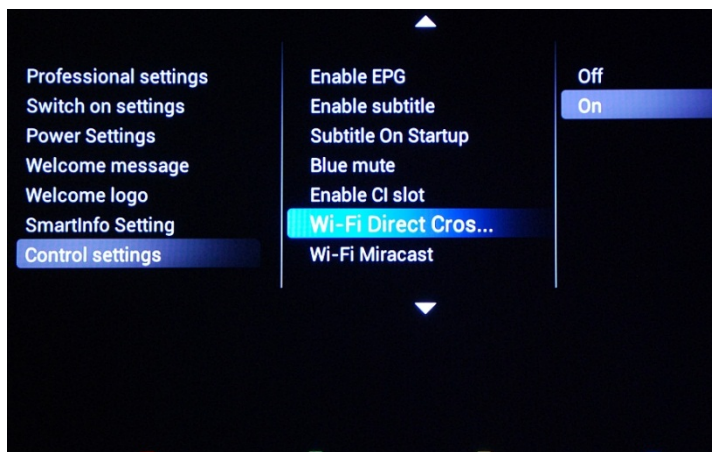 Professional settings
Switch on settings
Power Settings
Welcome message
Welcome logo
SmartInfo Setting
Control settings
Enable EPG
Enable subtitle
Subtitle On Startup
Blue mute
Enable CI slot
Wi-Fi Direct Cros...
Wi-Fi Miracast
Off
On